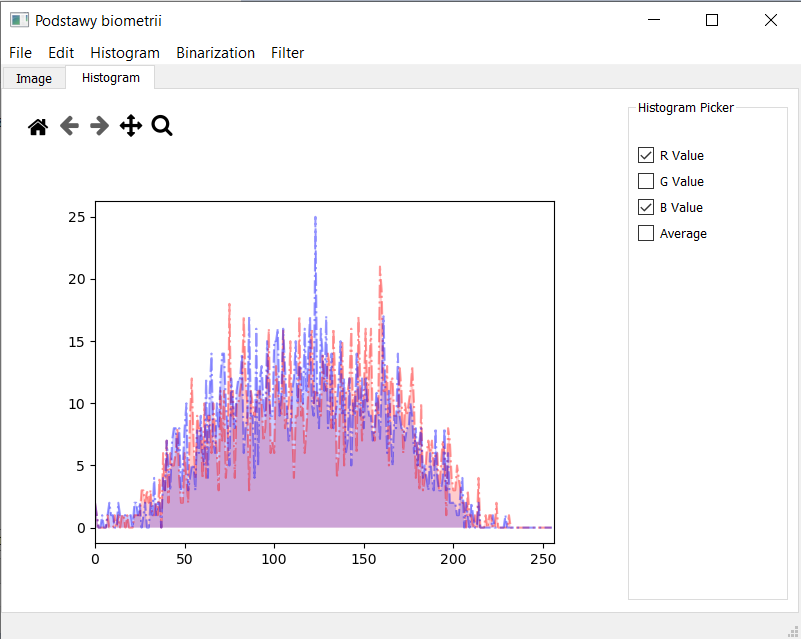 Podstawy biometrii
File Edit Histogram Binarization Filter
Image Histogram
Histogram Picker
R Value
G Value
B Value
Average
25
20
15
10
5
0
0 50 100 150 200 250